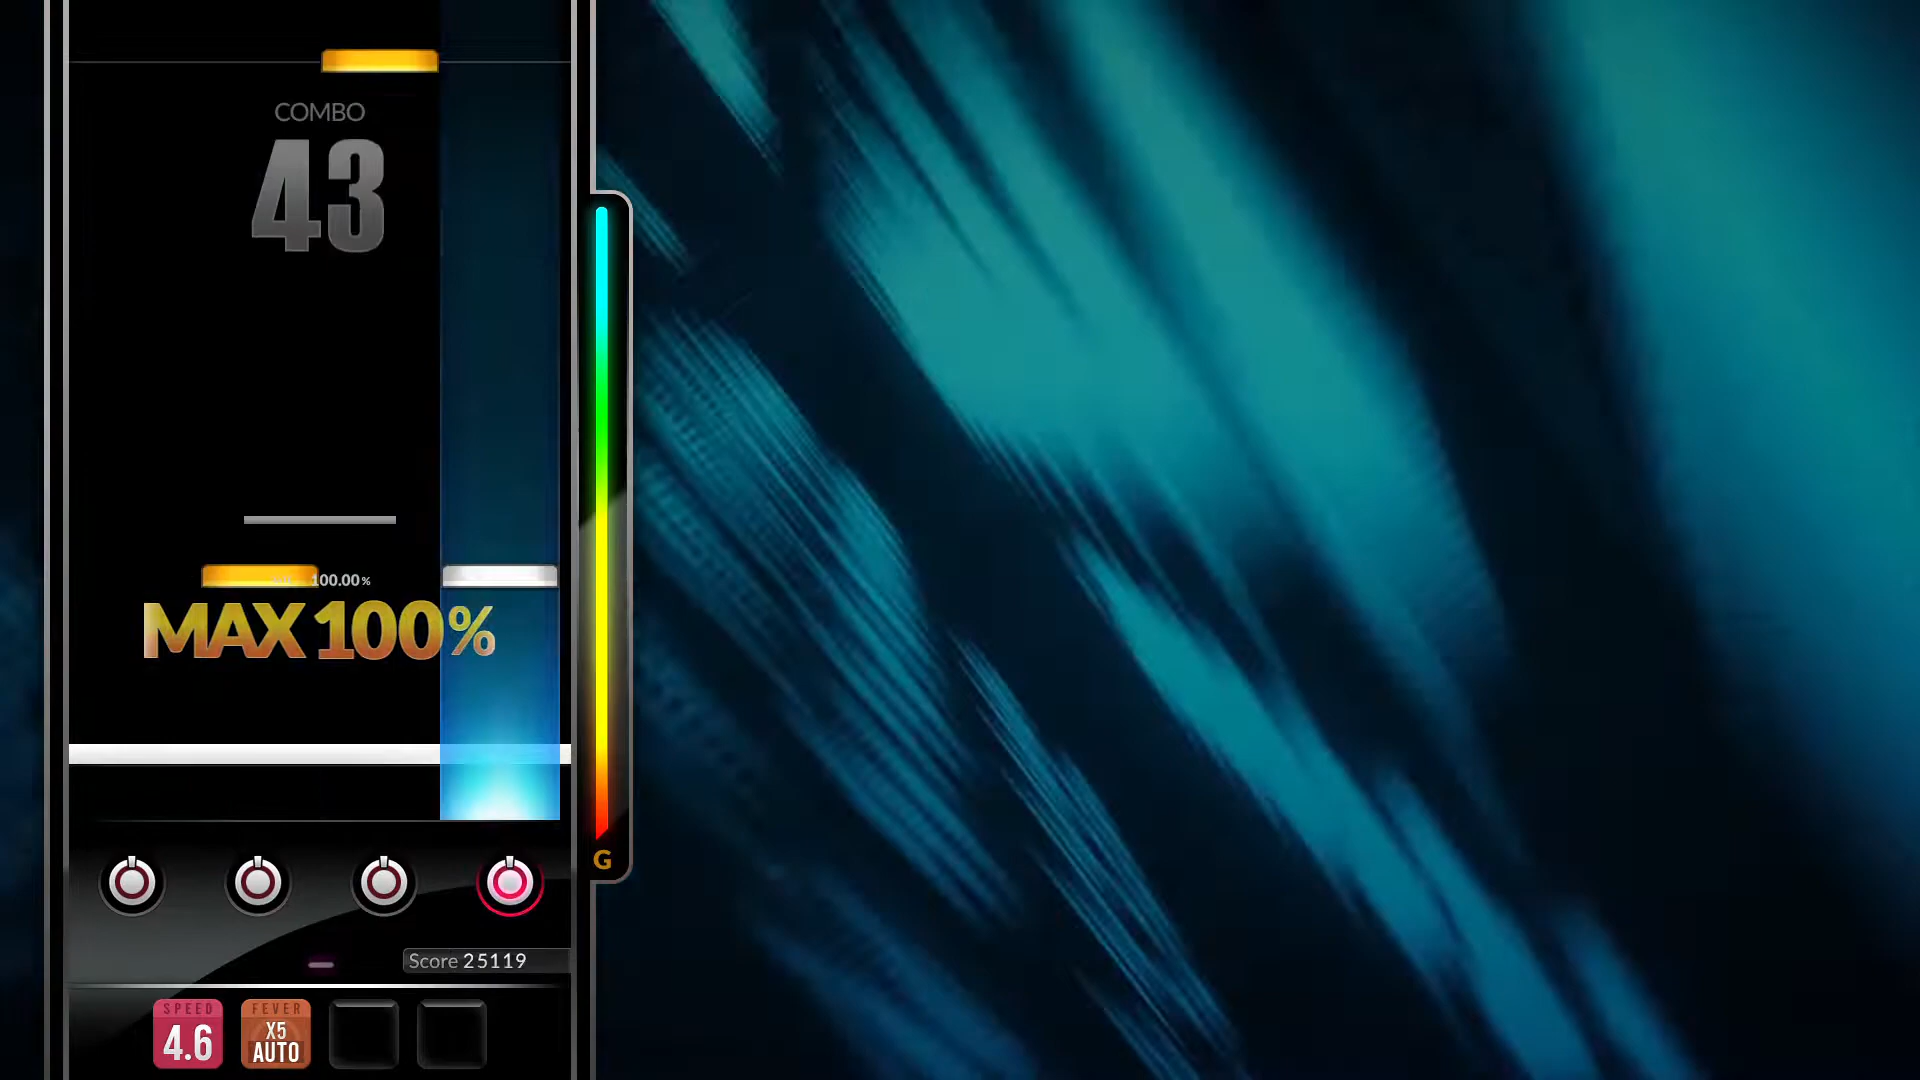 COMBO
43
100.00%
MAX 100%
G
Score 25119
SPEED
4.6
FEVER
X5
AUTO